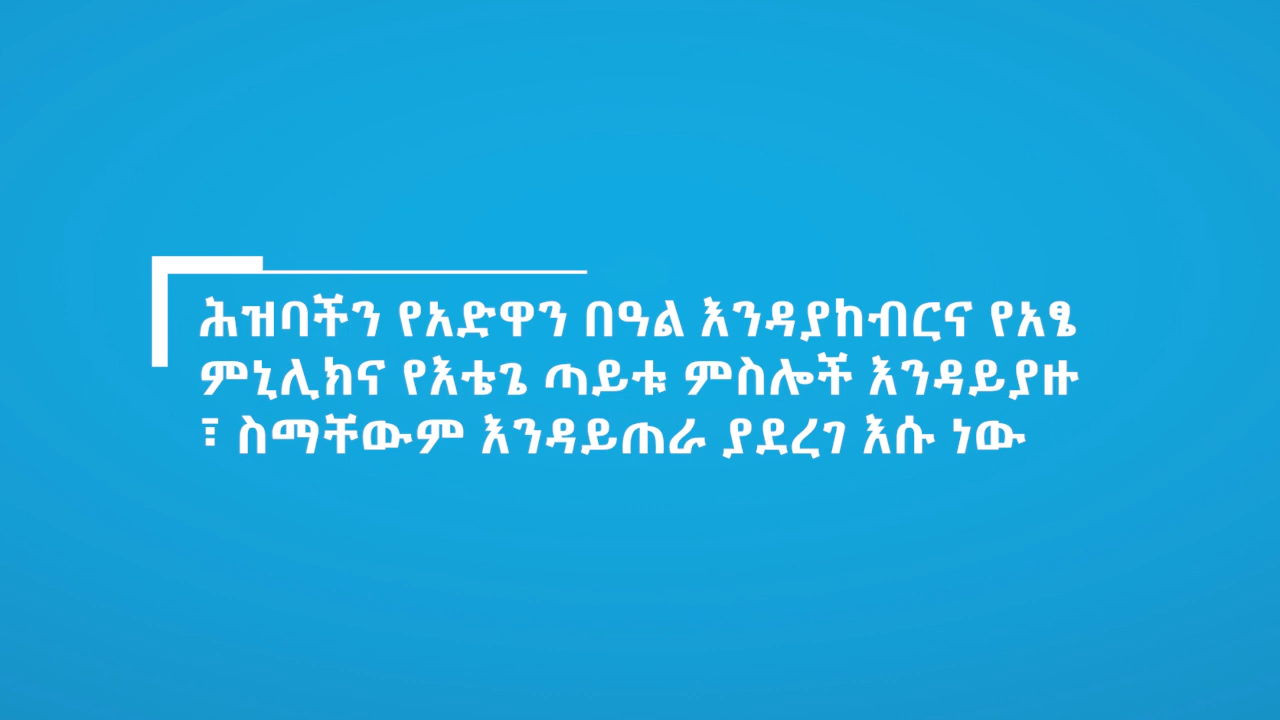 ሕዝባችን የአድዋን በዓል እንዳያከብርና የአፄ
ምኒሊክና የእቴጌ ጣይቱ ምስሎች እንዳይያዙ
፣ ስማቸውም እንዳይጠራ ያደረገ እሱ ነው